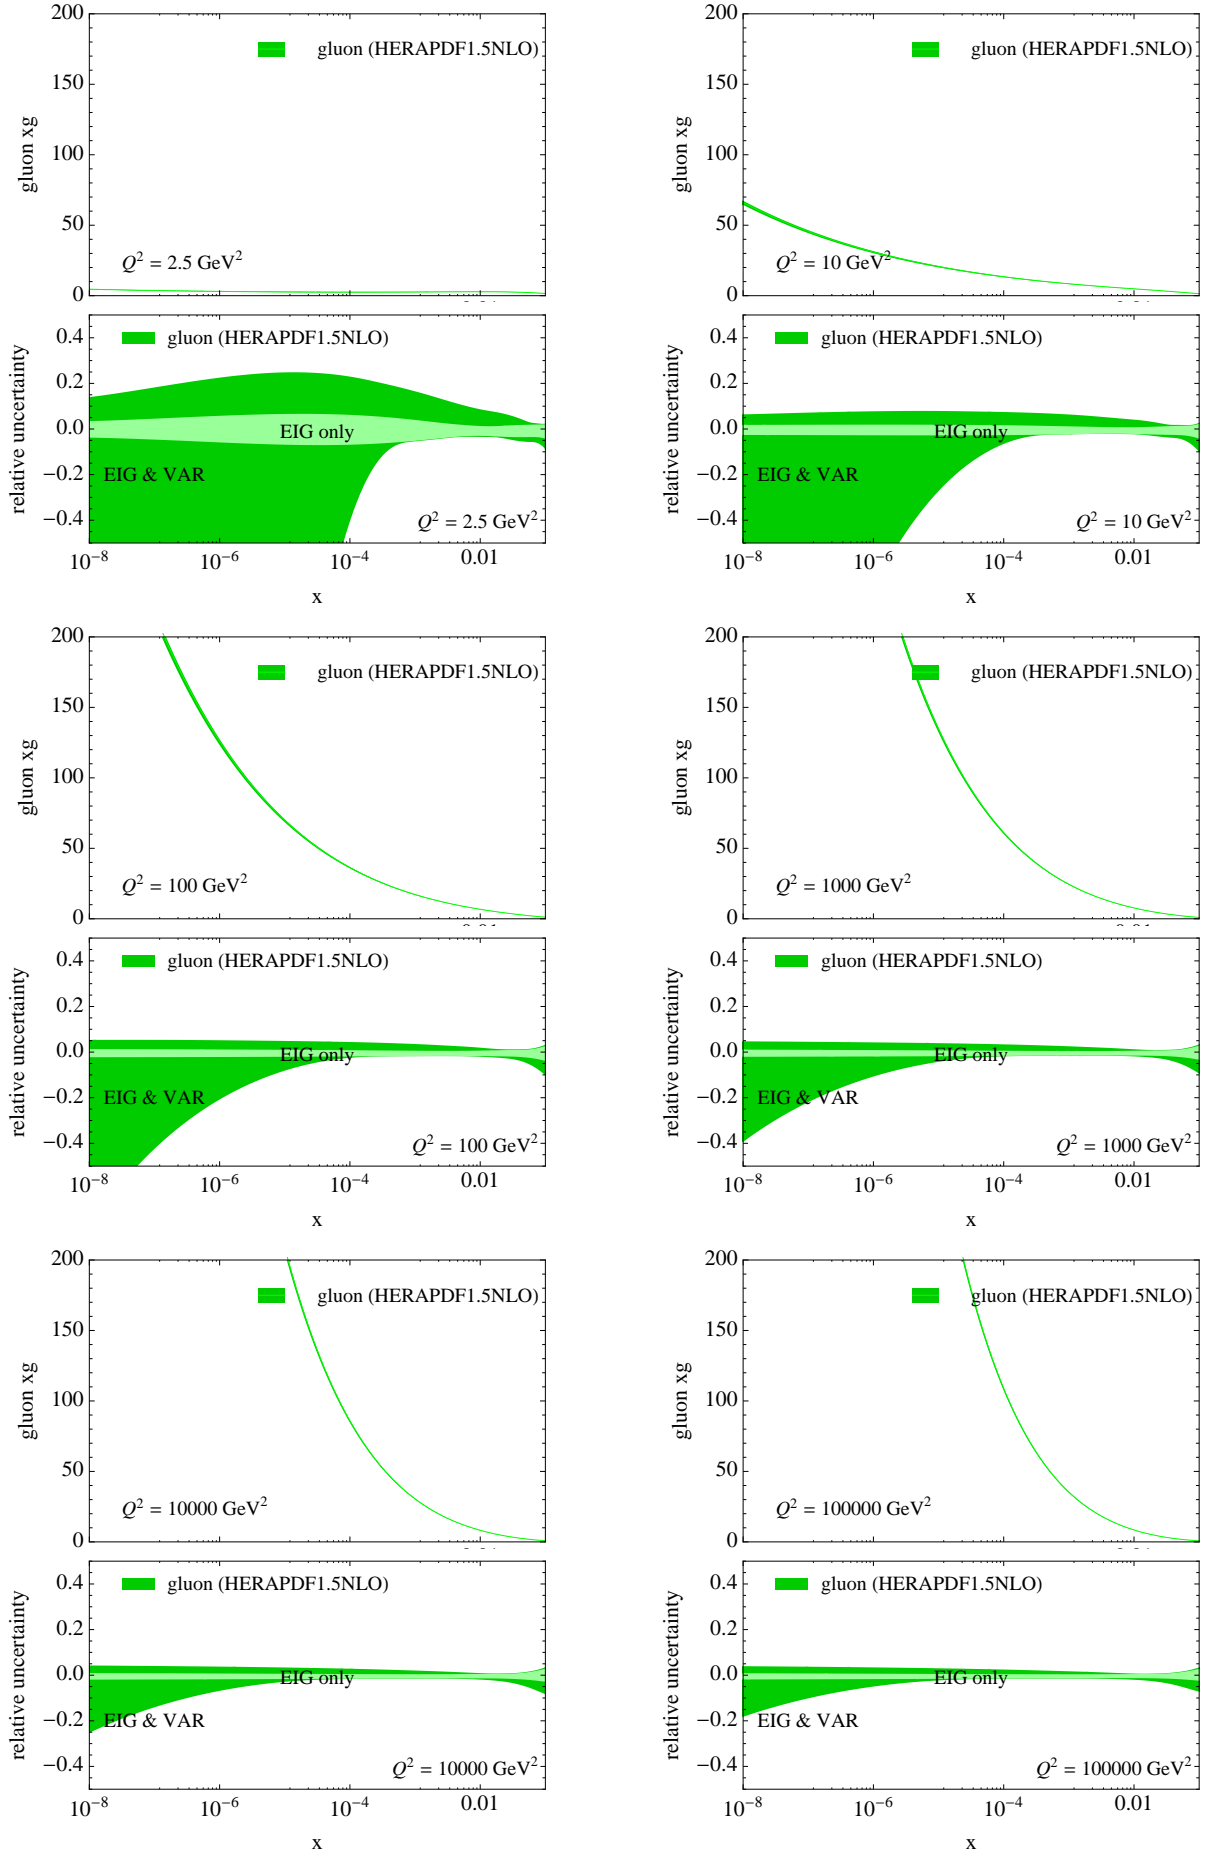 200
150
100
50
0
gluon xg
gluon (HERAPDF1.5NLO)
Q² = 2.5 GeV²
200
150
100
50
0
gluon xg
gluon (HERAPDF1.5NLO)
Q² = 10 GeV²
0.4
0.2
0.0
−0.2
−0.4
relative uncertainty
gluon (HERAPDF1.5NLO)
EIG only
EIG & VAR
Q² = 2.5 GeV²
10⁻⁸ 10⁻⁶ 10⁻⁴ 0.01
x
0.4
0.2
0.0
−0.2
−0.4
relative uncertainty
gluon (HERAPDF1.5NLO)
EIG only
EIG & VAR
Q² = 10 GeV²
10⁻⁸ 10⁻⁶ 10⁻⁴ 0.01
x
200
150
100
50
0
gluon xg
gluon (HERAPDF1.5NLO)
Q² = 100 GeV²
200
150
100
50
0
gluon xg
gluon (HERAPDF1.5NLO)
Q² = 1000 GeV²
0.4
0.2
0.0
−0.2
−0.4
relative uncertainty
gluon (HERAPDF1.5NLO)
EIG only
EIG & VAR
Q² = 100 GeV²
10⁻⁸ 10⁻⁶ 10⁻⁴ 0.01
x
0.4
0.2
0.0
−0.2
−0.4
relative uncertainty
gluon (HERAPDF1.5NLO)
EIG only
EIG & VAR
Q² = 1000 GeV²
10⁻⁸ 10⁻⁶ 10⁻⁴ 0.01
x
200
150
100
50
0
gluon xg
gluon (HERAPDF1.5NLO)
Q² = 10000 GeV²
200
150
100
50
0
gluon xg
gluon (HERAPDF1.5NLO)
Q² = 100000 GeV²
0.4
0.2
0.0
−0.2
−0.4
relative uncertainty
gluon (HERAPDF1.5NLO)
EIG only
EIG & VAR
Q² = 10000 GeV²
10⁻⁸ 10⁻⁶ 10⁻⁴ 0.01
x
0.4
0.2
0.0
−0.2
−0.4
relative uncertainty
gluon (HERAPDF1.5NLO)
EIG only
EIG & VAR
Q² = 100000 GeV²
10⁻⁸ 10⁻⁶ 10⁻⁴ 0.01
x